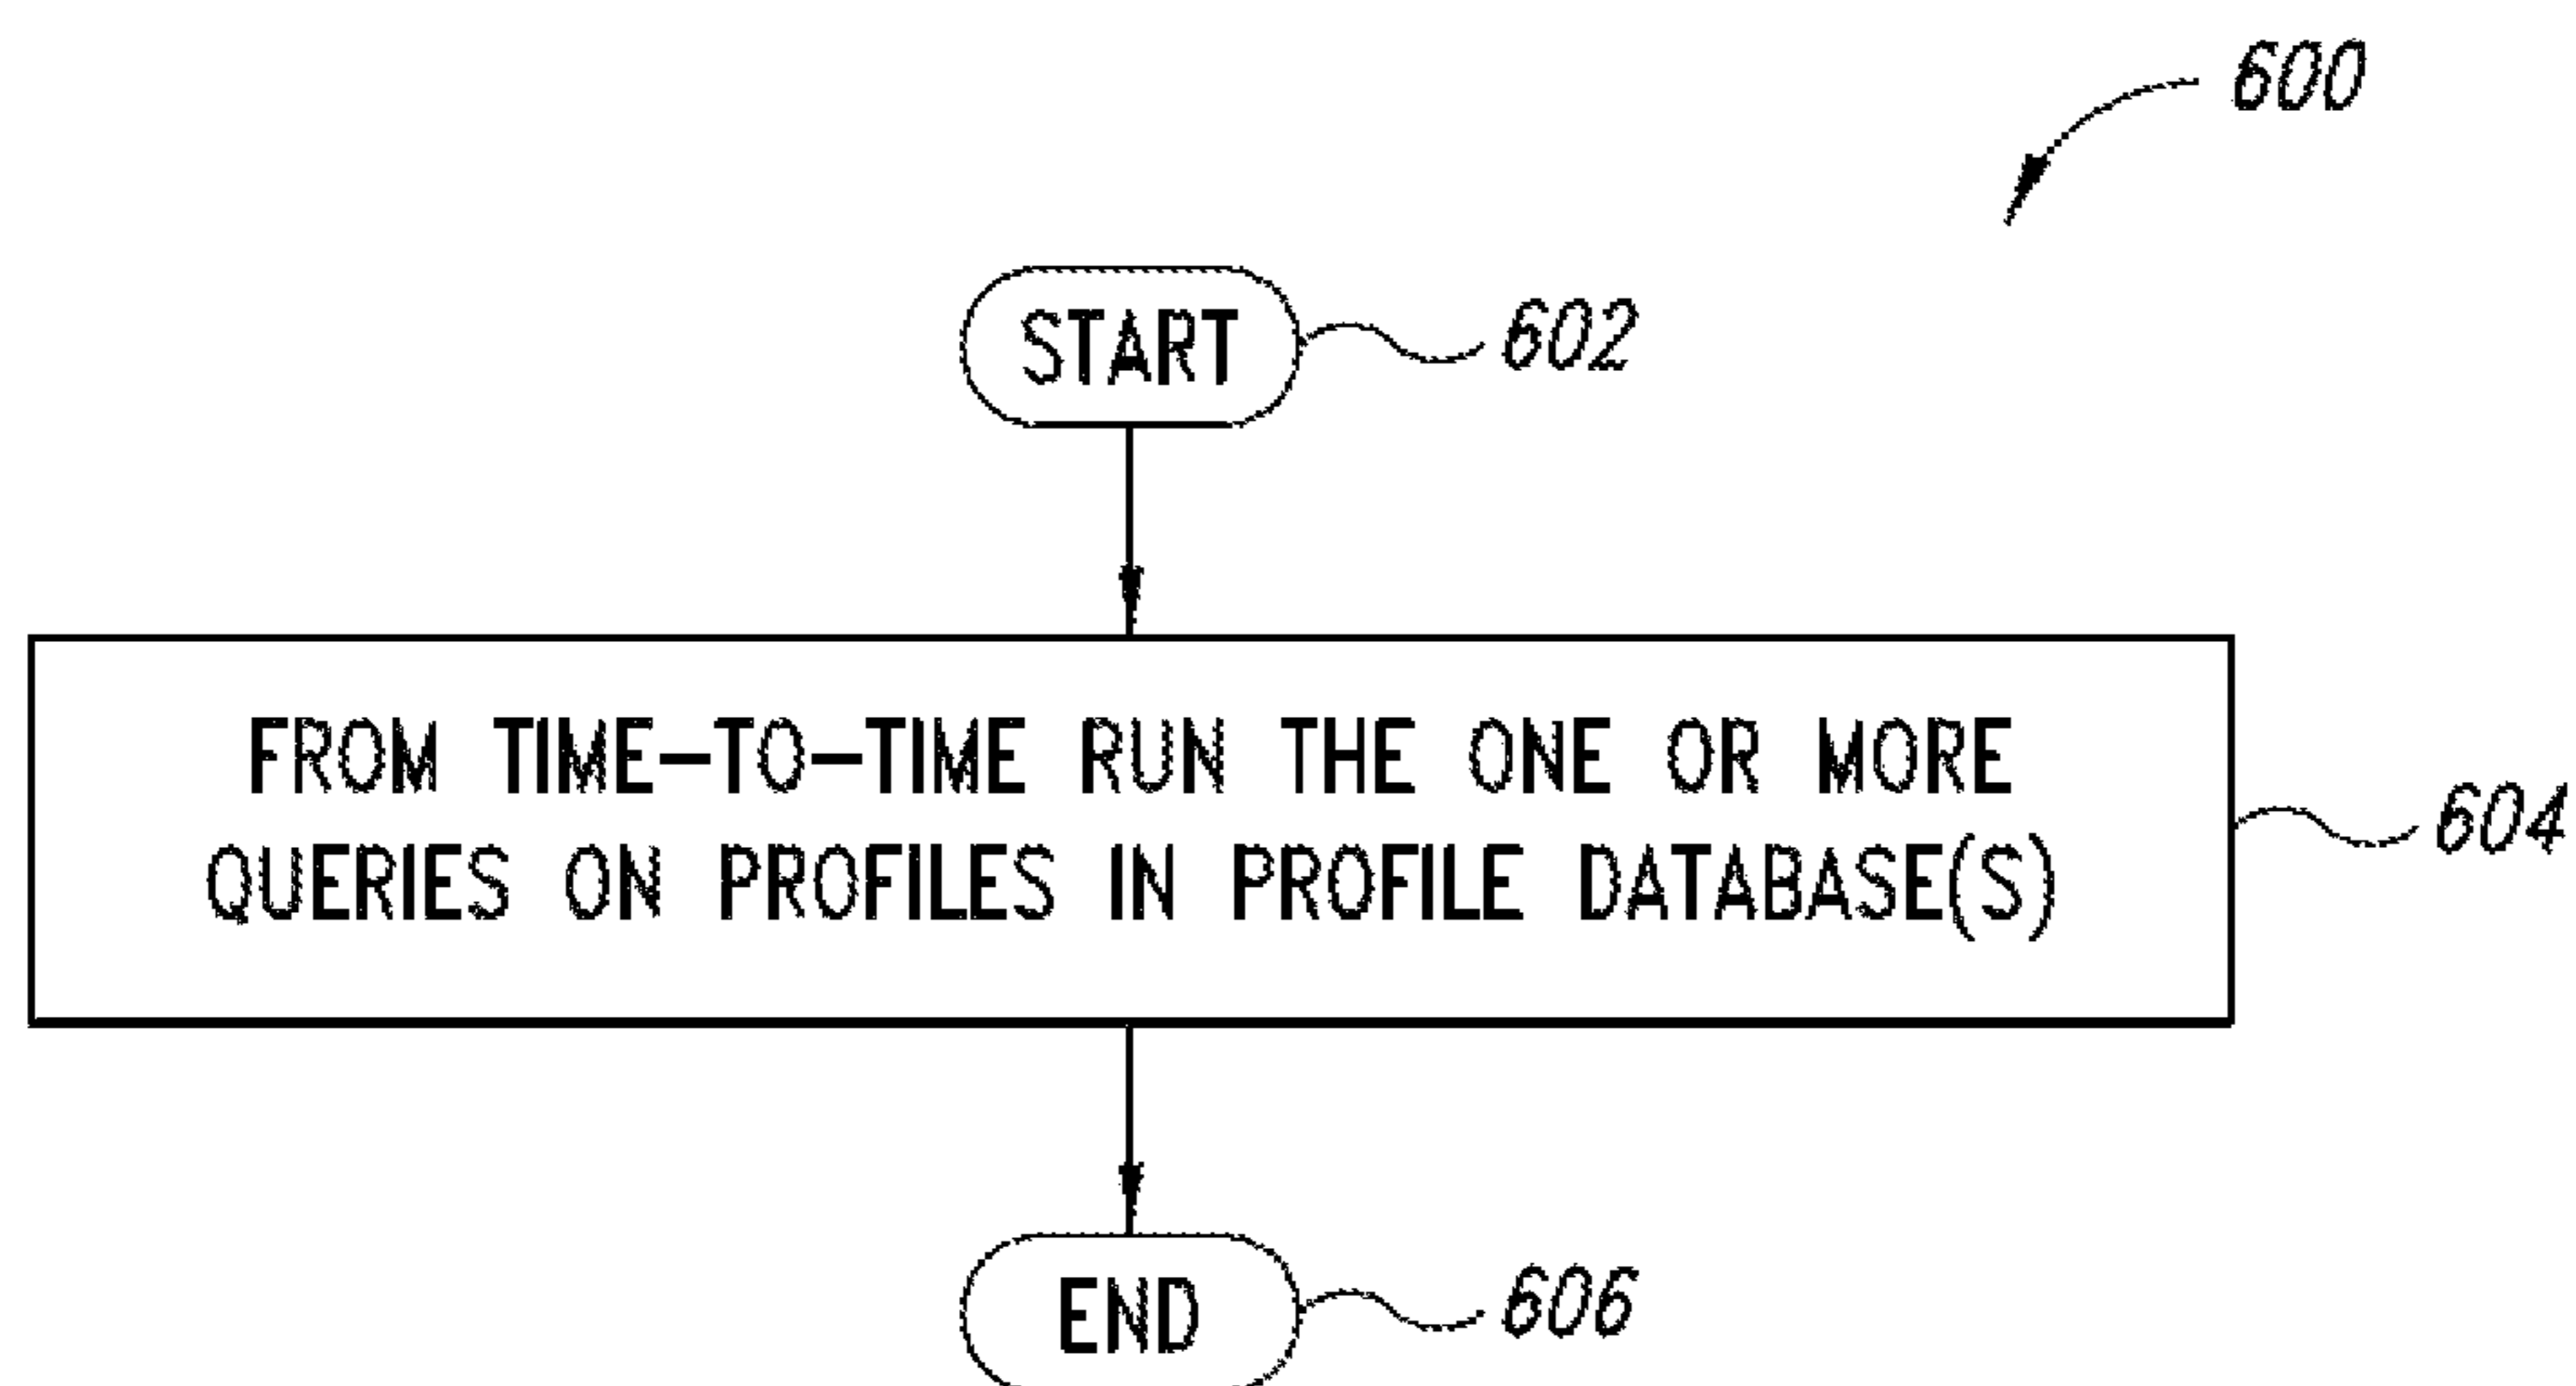 600
START
602
FROM TIME-TO-TIME RUN THE ONE OR MORE
QUERIES ON PROFILES IN PROFILE DATABASE(S)
604
END
606